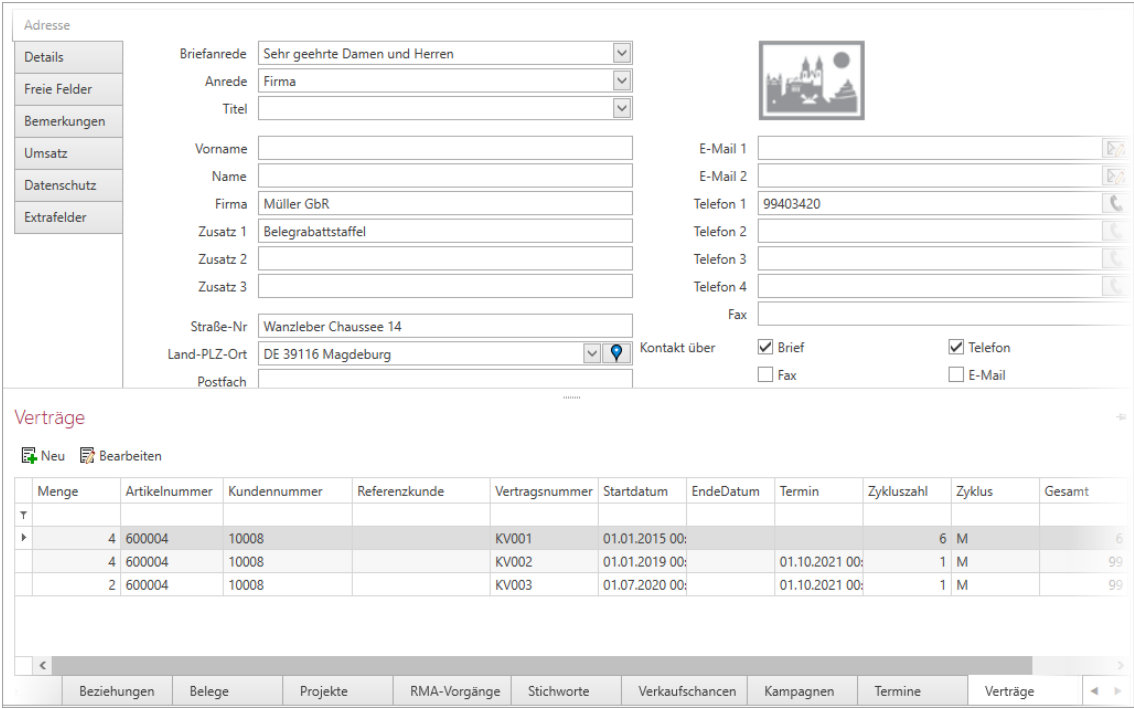 Adresse
Details
Freie Felder
Bemerkungen
Umsatz
Datenschutz
Extrafelder
Briefanrede Sehr geehrte Damen und Herren
Anrede Firma
Titel
Vorname
Name
Firma Müller GbR
Zusatz 1 Belegrabattstaffel
Zusatz 2
Zusatz 3
Straße-Nr Wanzleber Chaussee 14
Land-PLZ-Ort DE 39116 Magdeburg
Postfach
E-Mail 1
E-Mail 2
Telefon 1 99403420
Telefon 2
Telefon 3
Telefon 4
Fax
Kontakt über Brief Telefon
Fax E-Mail
Verträge
Neu Bearbeiten
Menge Artikelnummer Kundennummer Referenzkunde Vertragsnummer Startdatum EndeDatum Termin Zykluszahl Zyklus Gesamt
4 600004 10008 KV001 01.01.2015 00: 6 M 6
4 600004 10008 KV002 01.01.2019 00: 01.10.2021 00: 1 M 99
2 600004 10008 KV003 01.07.2020 00: 01.10.2021 00: 1 M 99
Beziehungen Belege Projekte RMA-Vorgänge Stichworte Verkaufschancen Kampagnen Termine Verträge